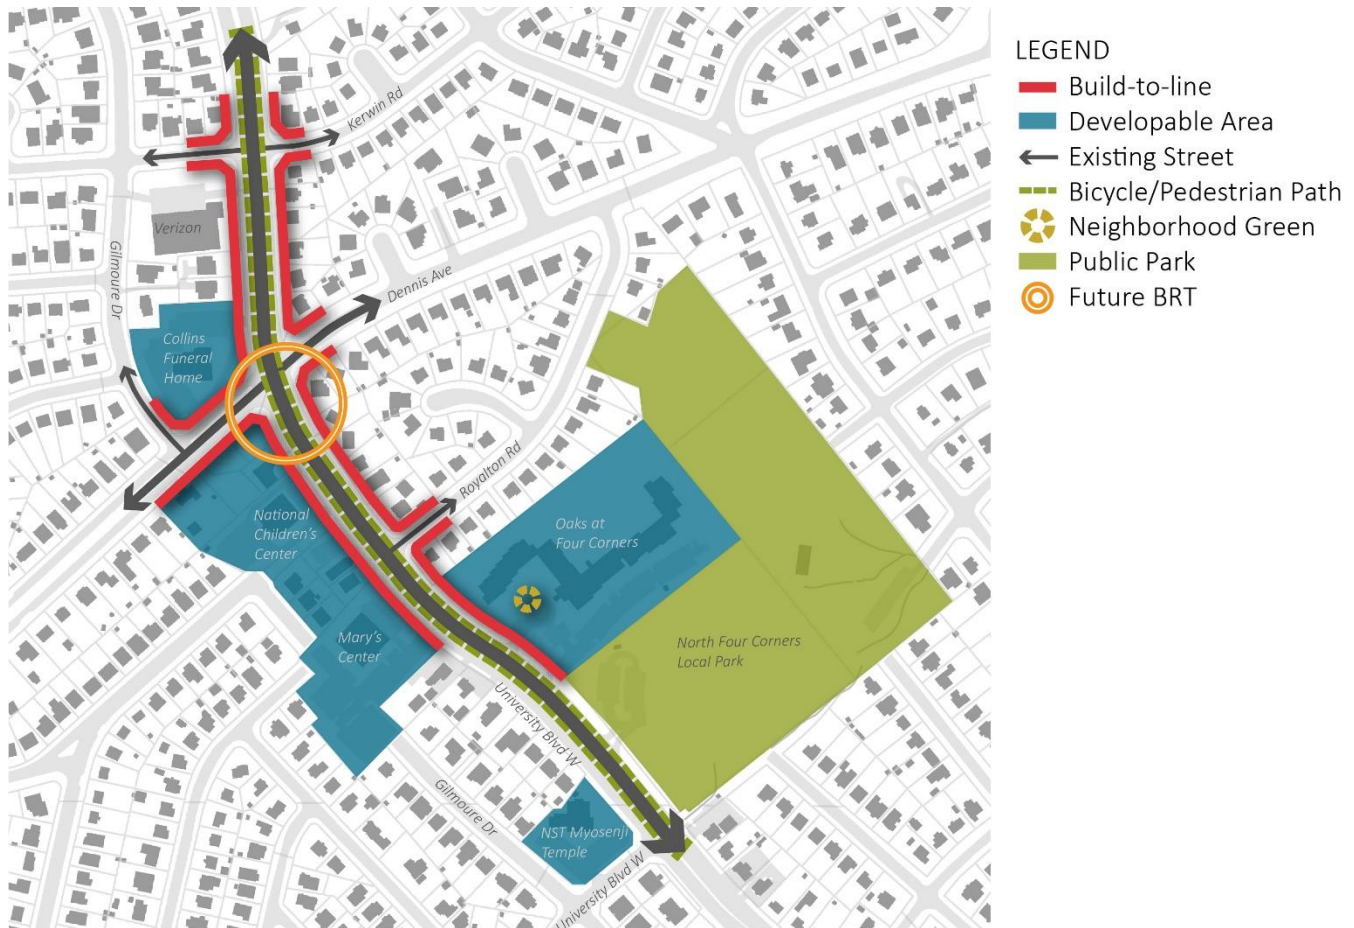 LEGEND
Build-to-line
Developable Area
Existing Street
Bicycle/Pedestrian Path
Neighborhood Green
Public Park
Future BRT
Kerwin Rd
Verizon
Gilmoure Dr
Dennis Ave
Collins
Funeral
Home
Royalton Rd
National
Children's
Center
Oaks at
Four Corners
Mary's
Center
North Four Corners
Local Park
University Blvd W
Gilmoure Dr
NST Myosenji
Temple
University Blvd W